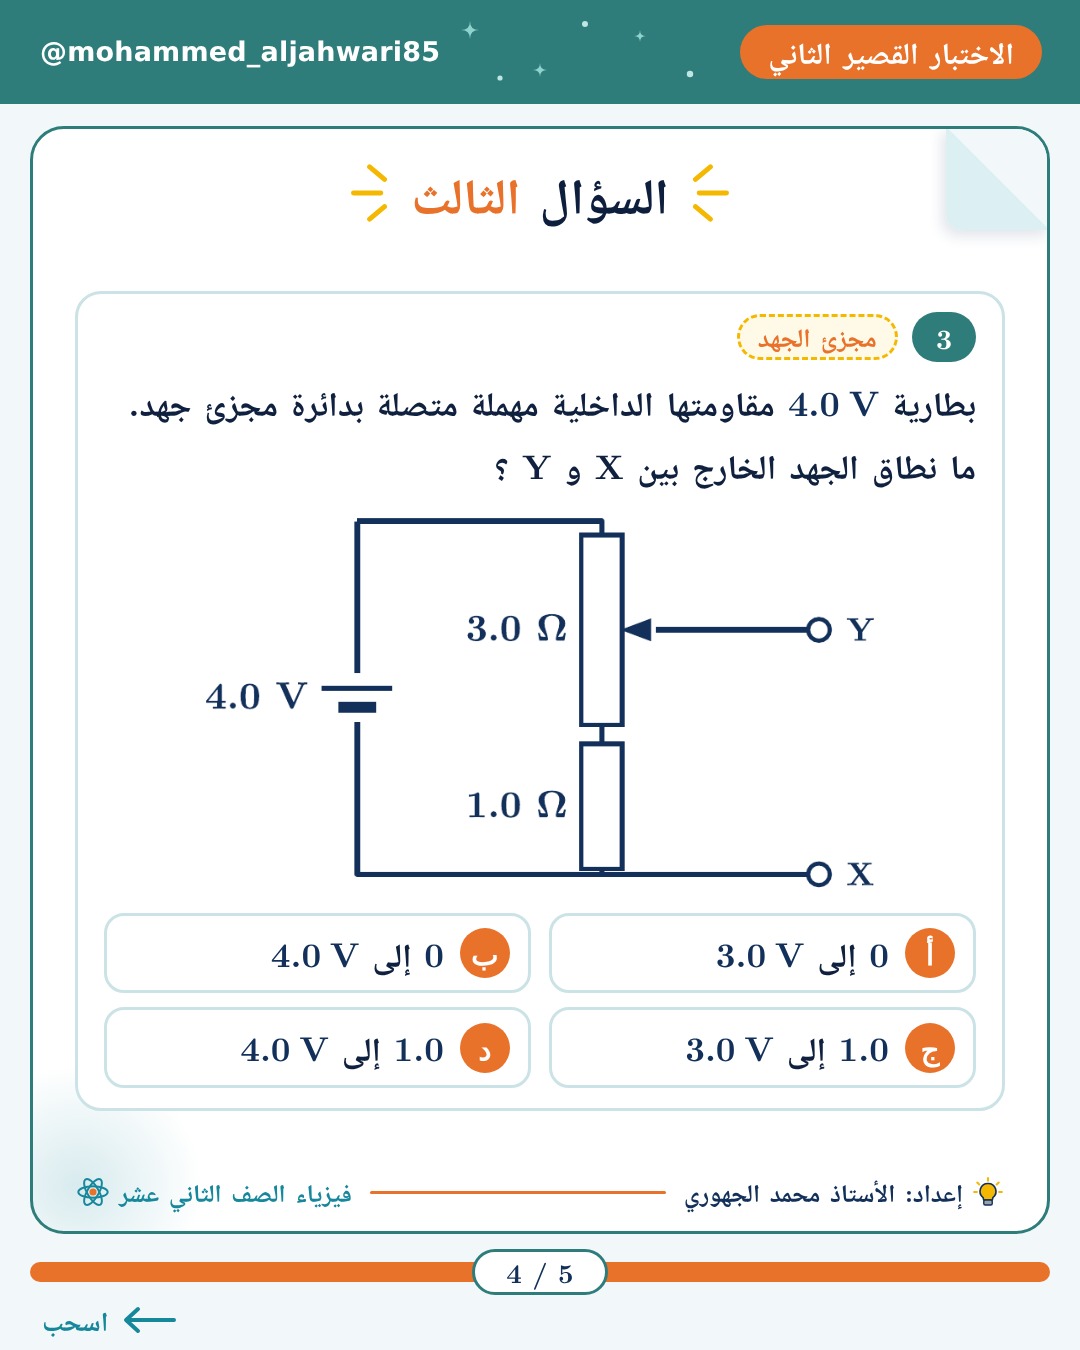 @mohammed_aljahwari85
الاختبار القصير الثاني
السؤال الثالث
3
مجزئ الجهد
بطارية 4.0 V مقاومتها الداخلية مهملة متصلة بدائرة مجزئ جهد.
ما نطاق الجهد الخارج بين X و Y ؟
3.0 Ω
Y
4.0 V
1.0 Ω
X
أ 0 إلى 3.0 V
ب 0 إلى 4.0 V
ج 1.0 إلى 3.0 V
د 1.0 إلى 4.0 V
إعداد: الأستاذ محمد الجهوري
فيزياء الصف الثاني عشر
4 / 5
اسحب